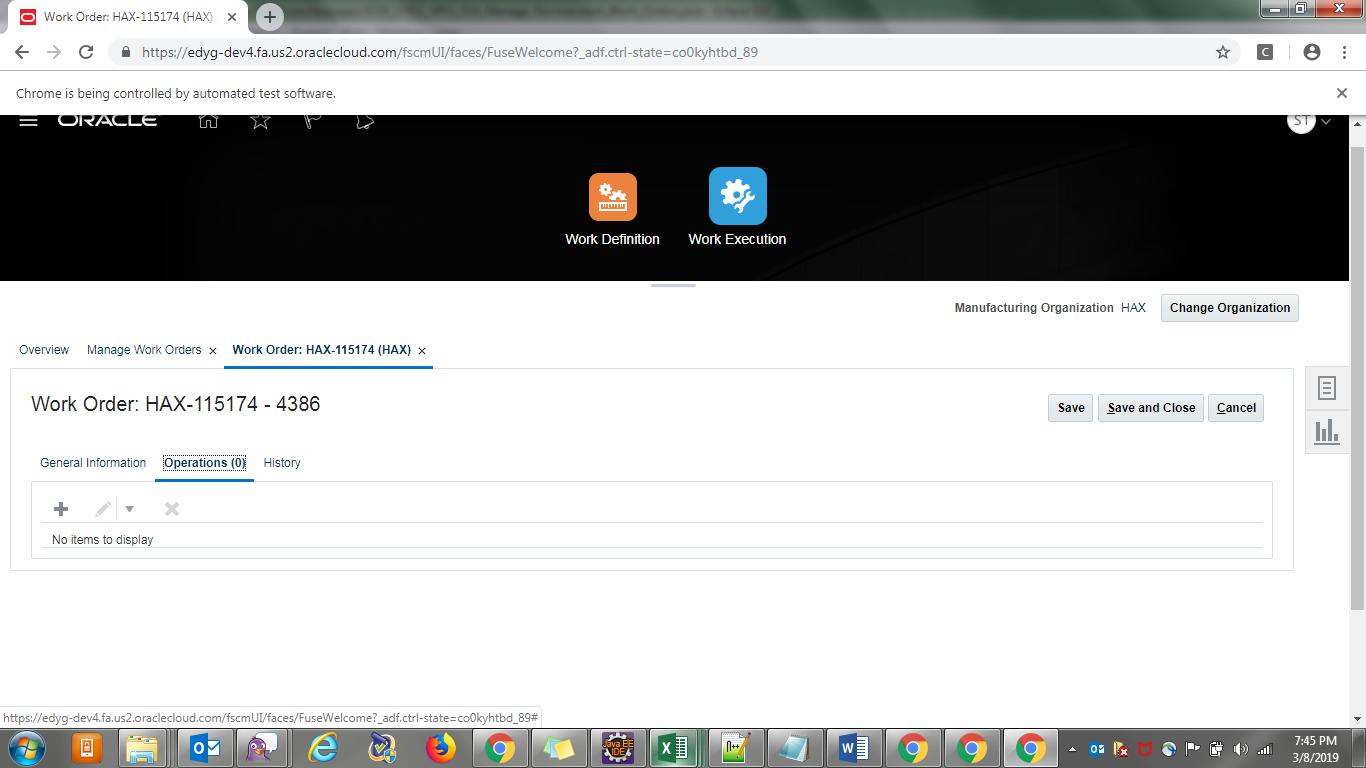 Work Order: HAX-115174 (HAX)
https://edyg-dev4.fa.us2.oraclecloud.com/fscmUI/faces/FuseWelcome?_adf.ctrl-state=co0kyhtbd_89
C
Chrome is being controlled by automated test software.
ORACLE
ST
Work Definition
Work Execution
Manufacturing Organization HAX Change Organization
Overview Manage Work Orders Work Order: HAX-115174 (HAX)
Work Order: HAX-115174 - 4386
Save Save and Close Cancel
General Information Operations (0) History
No items to display
https://edyg-dev4.fa.us2.oraclecloud.com/fscmUI/faces/FuseWelcome?_adf.ctrl-state=co0kyhtbd_89#
Java EE
IDE
7:45 PM
3/8/2019